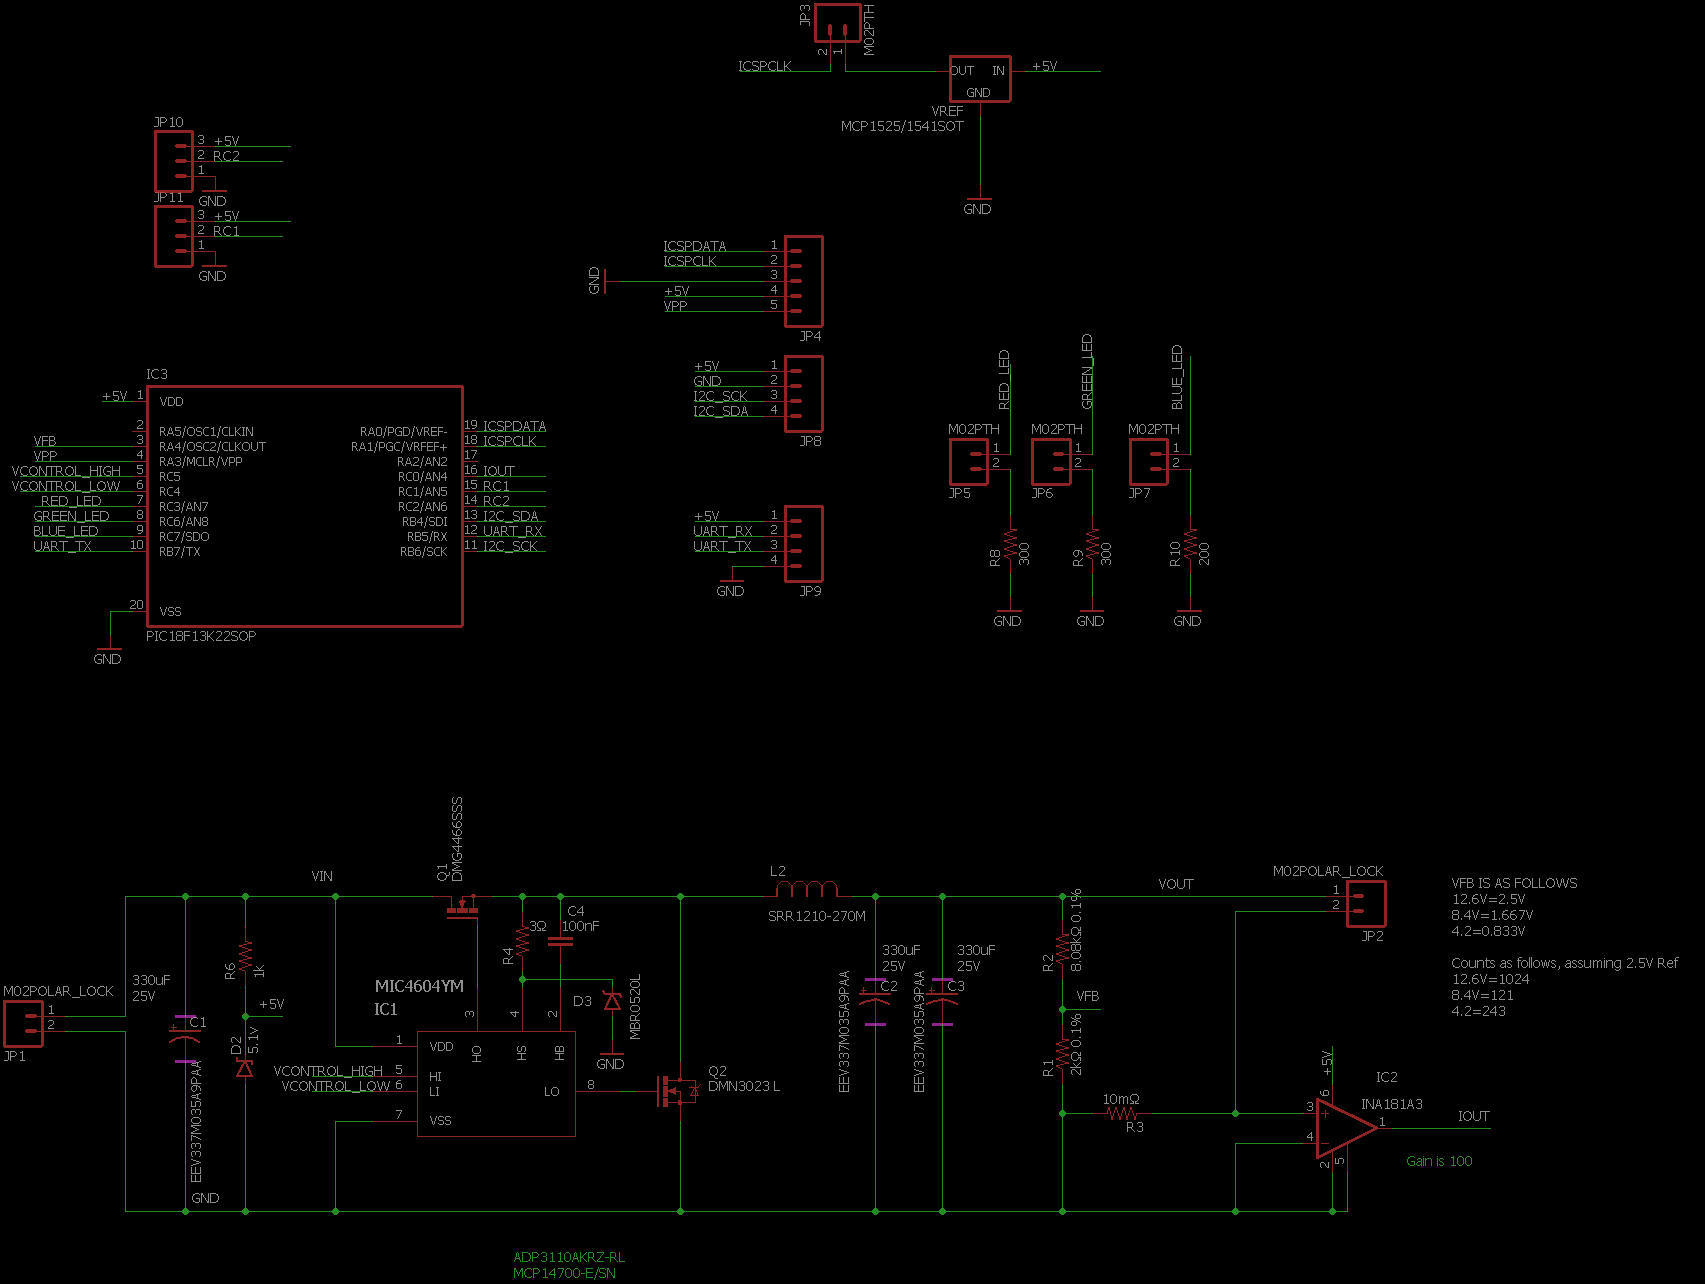 JP3
M02PTH
2
1
ICSPCLK
OUT IN
GND
+5V
VREF
MCP1525/1541SOT
GND
JP10
3 +5V
2 RC2
1
GND
JP11
3 +5V
2 RC1
1
GND
ICSPDATA 1
ICSPCLK 2
GND 3
+5V 4
VPP 5
JP4
+5V 1
GND 2
I2C_SCK 3
I2C_SDA 4
JP8
+5V 1
UART_RX 2
UART_TX 3
4
GND
JP9
RED_LED
GREEN_LED
BLUE_LED
M02PTH
1
2
JP5
M02PTH
1
2
JP6
M02PTH
1
2
JP7
R8
300
R9
300
R10
200
GND
GND
GND
IC3
+5V 1 VDD
2 RA5/OSC1/CLKIN
VFB 3 RA4/OSC2/CLKOUT
VPP 4 RA3/MCLR/VPP
VCONTROL_HIGH 5 RC5
VCONTROL_LOW 6 RC4
RED_LED 7 RC3/AN7
GREEN_LED 8 RC6/AN8
BLUE_LED 9 RC7/SDO
UART_TX 10 RB7/TX
20 VSS
GND
RA0/PGD/VREF- 19 ICSPDATA
RA1/PGC/VRFEF+ 18 ICSPCLK
RA2/AN2 17
RC0/AN4 16 IOUT
RC1/AN5 15 RC1
RC2/AN6 14 RC2
RB4/SDI 13 I2C_SDA
RB5/RX 12 UART_RX
RB6/SCK 11 I2C_SCK
PIC18F13K22SOP
M02POLAR_LOCK
1
2
JP1
330uF
25V
C1
EEV337M035A9PAA
GND
R6
1K
+5V
D2
5.1V
VIN
Q1
DMG4466SSS
MIC4604YM
IC1
1 VDD
VCONTROL_HIGH 5 HI
VCONTROL_LOW 6 LI
7 VSS
3 HO
4 HS
2 HB
LO 8
R4
3Ω
C4
100nF
D3
MBR0520L
GND
Q2
DMN3023 L
L2
SRR1210-270M
330uF
25V
C2
EEV337M035A9PAA
330uF
25V
C3
EEV337M035A9PAA
R2
8.08kΩ 0.1%
VFB
R1
2kΩ 0.1%
VOUT
10mΩ
R3
M02POLAR_LOCK
1
2
JP2
+5V
6
IC2
INA181A3
3
4
1
2
5
IOUT
Gain is 100
VFB IS AS FOLLOWS
12.6V=2.5V
8.4V=1.667V
4.2=0.833V
Counts as follows, assuming 2.5V Ref
12.6V=1024
8.4V=121
4.2=243
ADP3110AKRZ-RL
MCP14700-E/SN